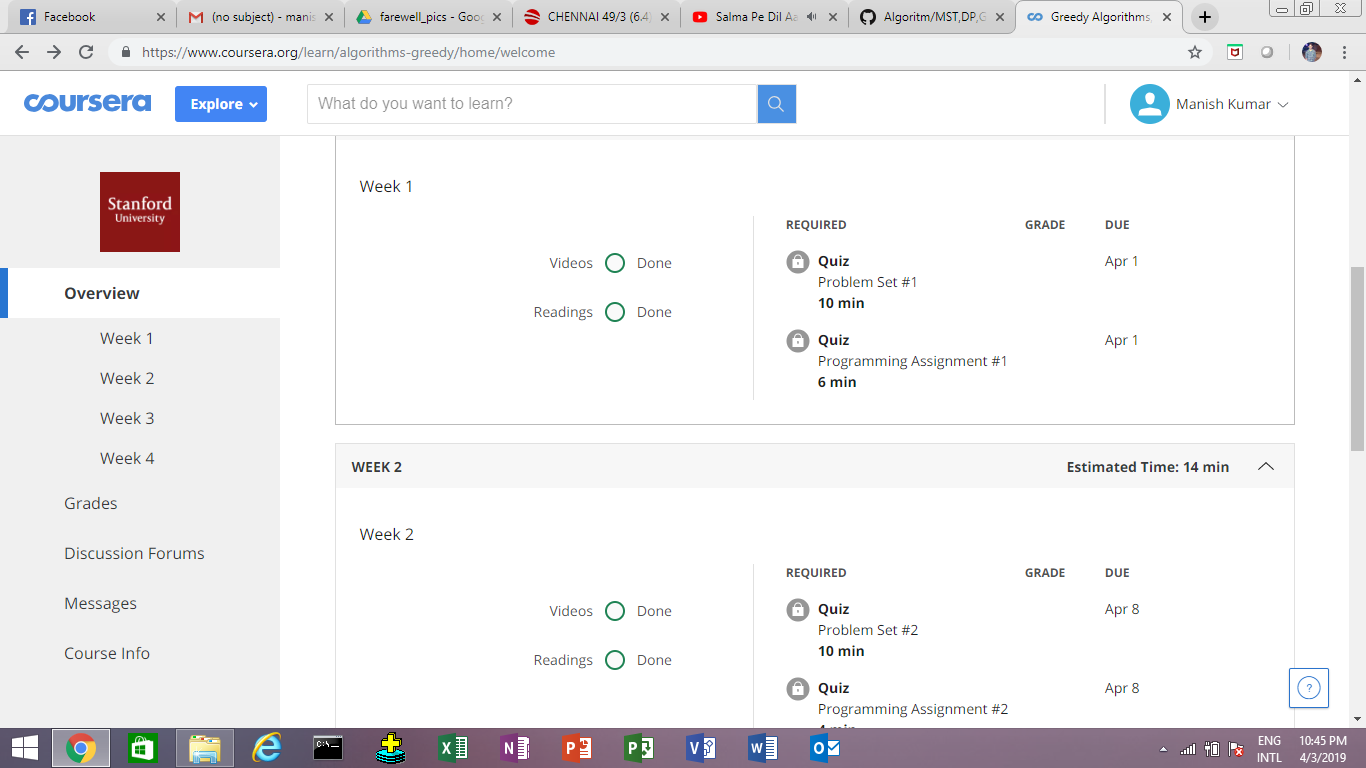 Facebook
(no subject) - manis
farewell_pics - Goo
CHENNAI 49/3 (6.4)
Salma Pe Dil Aa
Algoritm/MST,DP,G
Greedy Algorithms,
https://www.coursera.org/learn/algorithms-greedy/home/welcome
coursera
Explore
What do you want to learn?
Manish Kumar
Stanford
University
Overview
Week 1
Week 2
Week 3
Week 4
Grades
Discussion Forums
Messages
Course Info
Week 1
Videos Done
Readings Done
REQUIRED GRADE DUE
Quiz Apr 1
Problem Set #1
10 min
Quiz Apr 1
Programming Assignment #1
6 min
WEEK 2 Estimated Time: 14 min
Week 2
Videos Done
Readings Done
REQUIRED GRADE DUE
Quiz Apr 8
Problem Set #2
10 min
Quiz Apr 8
Programming Assignment #2
ENG 10:45 PM
INTL 4/3/2019